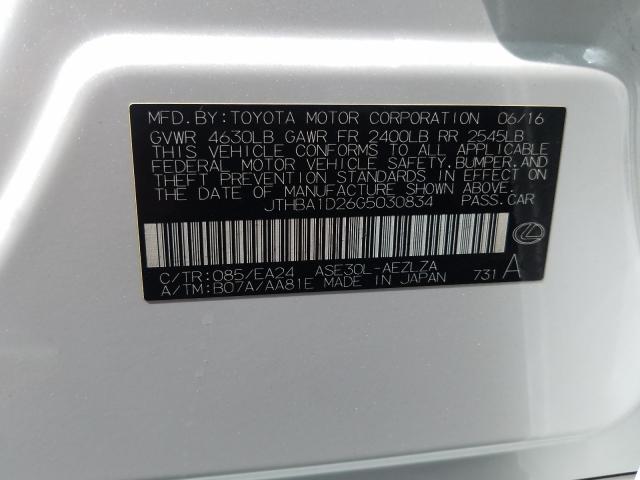 MFD. BY: TOYOTA MOTOR CORPORATION 06/16
GVWR 4630LB GAWR FR 2400LB RR 2545LB
THIS VEHICLE CONFORMS TO ALL APPLICABLE
FEDERAL MOTOR VEHICLE SAFETY, BUMPER, AND
THEFT PREVENTION STANDARDS IN EFFECT ON
THE DATE OF MANUFACTURE SHOWN ABOVE.
JTHBA1D26G5030834 PASS. CAR
C/TR: 085/EA24 ASE30L-AEZLZA
A/TM: B07A/AA81E MADE IN JAPAN 731 A